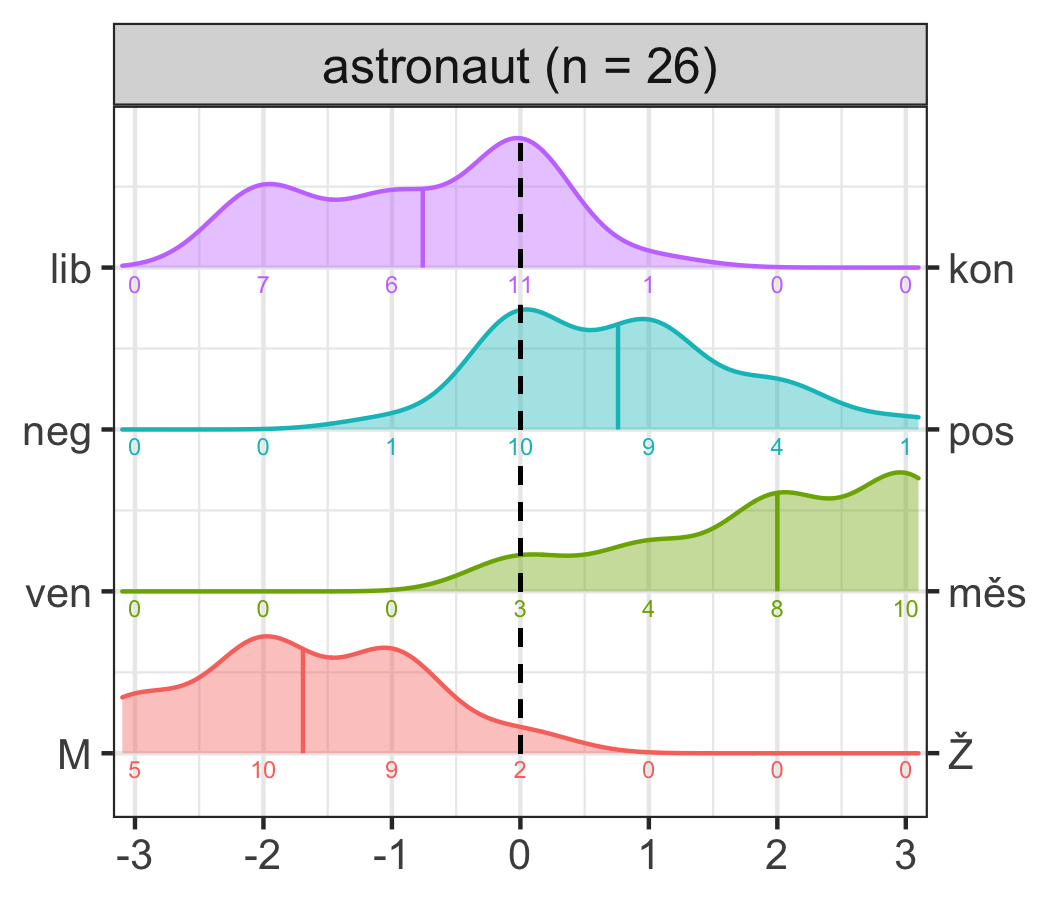 astronaut (n = 26)
lib kon
0 7 6 11 1 0 0
neg pos
0 0 1 10 9 4 1
ven měs
0 0 0 3 4 8 10
M Ž
5 10 9 2 0 0 0
-3 -2 -1 0 1 2 3